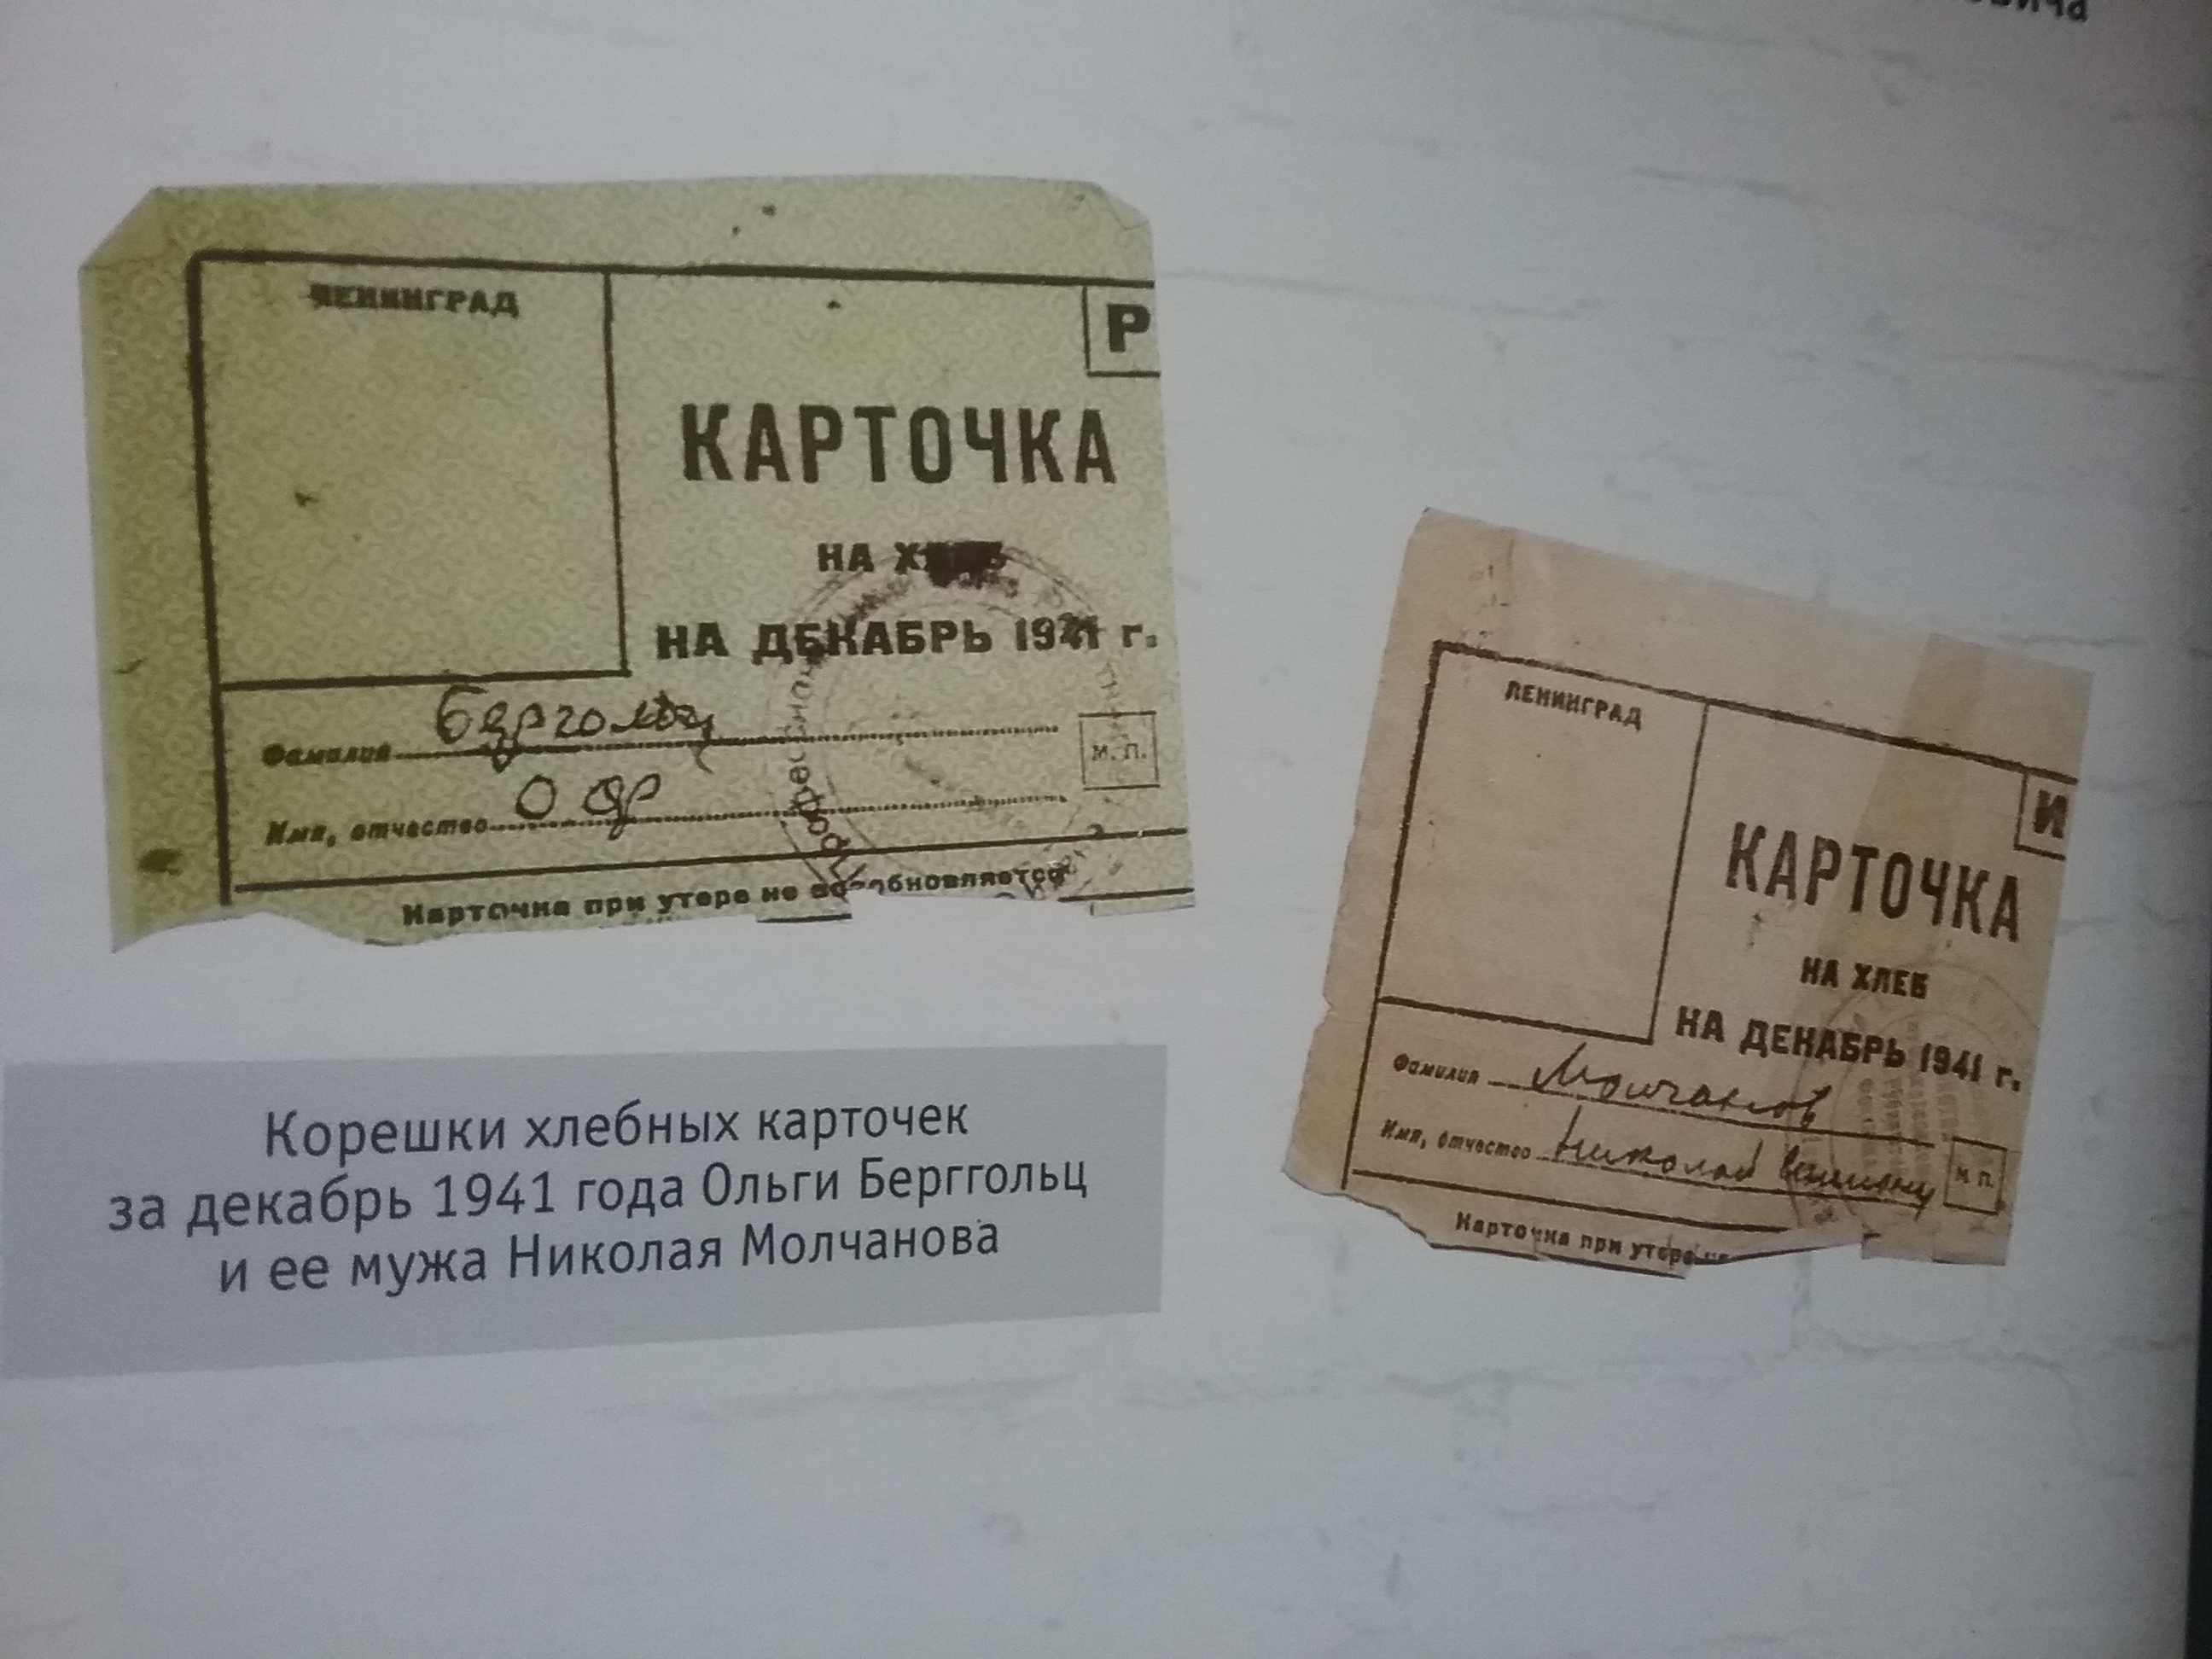 ЛЕНИНГРАД
Р
КАРТОЧКА
НА ХЛЕБ
НА ДЕКАБРЬ 1941 г.
Фамилия Берггольц
Имя, отчество О Ф
М. П.
Карточка при утере не возобновляется
ЛЕНИНГРАД
И
КАРТОЧКА
НА ХЛЕБ
НА ДЕКАБРЬ 1941 г.
Фамилия Молчанов
Имя, отчество Николай
М. П.
Карточка при утере не
Корешки хлебных карточек
за декабрь 1941 года Ольги Берггольц
и ее мужа Николая Молчанова